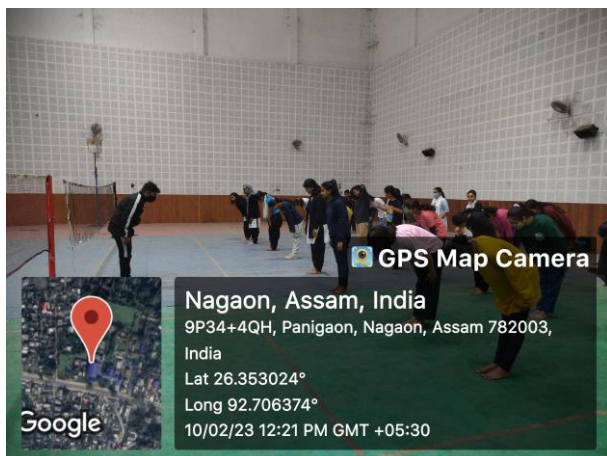 GPS Map Camera
Nagaon, Assam, India
9P34+4QH, Panigaon, Nagaon, Assam 782003,
India
Lat 26.353024°
Long 92.706374°
10/02/23 12:21 PM GMT +05:30
Google